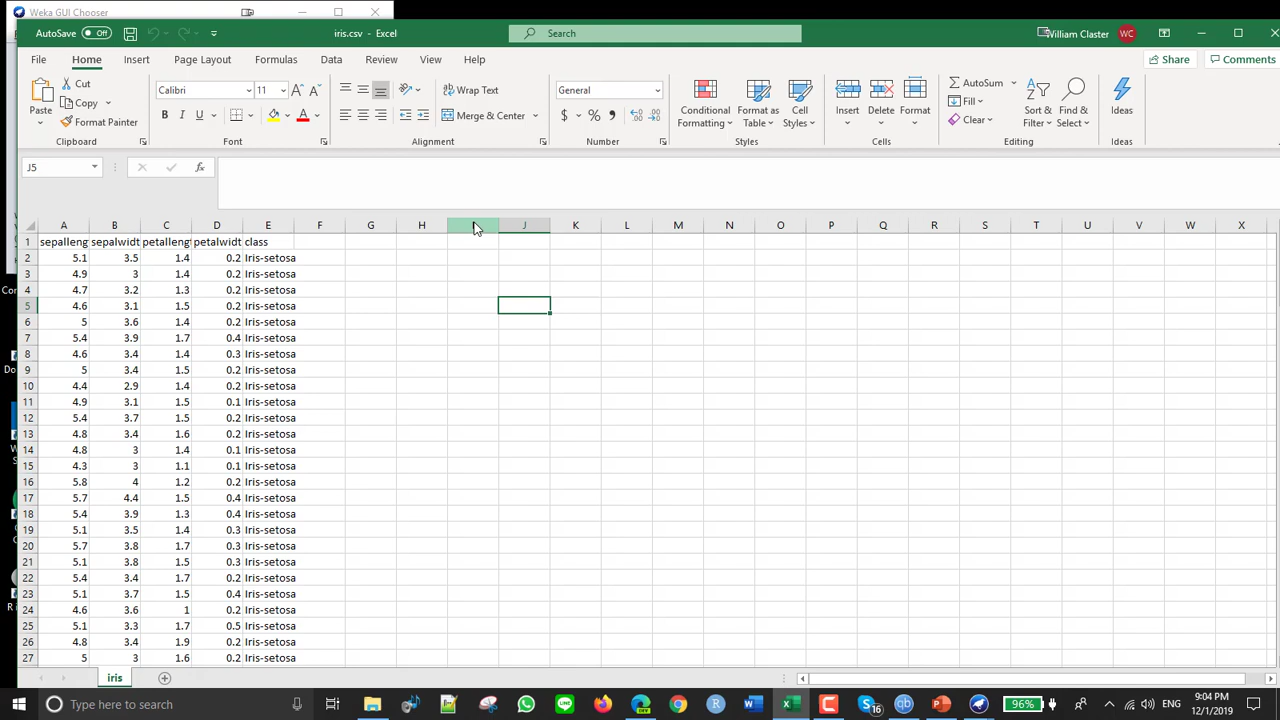 Weka GUI Chooser
AutoSave Off
iris.csv - Excel
Search
William Claster WC
File Home Insert Page Layout Formulas Data Review View Help
Share Comments
Paste
Cut
Copy
Format Painter
Clipboard
Calibri 11
B I U
Font
Wrap Text
Merge & Center
Alignment
General
$ % ,
Number
Conditional Formatting
Format as Table
Cell Styles
Styles
Insert Delete Format
Cells
AutoSum
Fill
Clear
Sort & Filter
Find & Select
Editing
Ideas
Ideas
J5
fx
A B C D E F G H J K L M N O P Q R S T U V W X
1 sepalleng sepalwidt petalleng petalwidt class
2 5.1 3.5 1.4 0.2 Iris-setosa
3 4.9 3 1.4 0.2 Iris-setosa
4 4.7 3.2 1.3 0.2 Iris-setosa
5 4.6 3.1 1.5 0.2 Iris-setosa
6 5 3.6 1.4 0.2 Iris-setosa
7 5.4 3.9 1.7 0.4 Iris-setosa
8 4.6 3.4 1.4 0.3 Iris-setosa
9 5 3.4 1.5 0.2 Iris-setosa
10 4.4 2.9 1.4 0.2 Iris-setosa
11 4.9 3.1 1.5 0.1 Iris-setosa
12 5.4 3.7 1.5 0.2 Iris-setosa
13 4.8 3.4 1.6 0.2 Iris-setosa
14 4.8 3 1.4 0.1 Iris-setosa
15 4.3 3 1.1 0.1 Iris-setosa
16 5.8 4 1.2 0.2 Iris-setosa
17 5.7 4.4 1.5 0.4 Iris-setosa
18 5.4 3.9 1.3 0.4 Iris-setosa
19 5.1 3.5 1.4 0.3 Iris-setosa
20 5.7 3.8 1.7 0.3 Iris-setosa
21 5.1 3.8 1.5 0.3 Iris-setosa
22 5.4 3.4 1.7 0.2 Iris-setosa
23 5.1 3.7 1.5 0.4 Iris-setosa
24 4.6 3.6 1 0.2 Iris-setosa
25 5.1 3.3 1.7 0.5 Iris-setosa
26 4.8 3.4 1.9 0.2 Iris-setosa
27 5 3 1.6 0.2 Iris-setosa
iris
Type here to search
16
96%
9:04 PM
12/1/2019